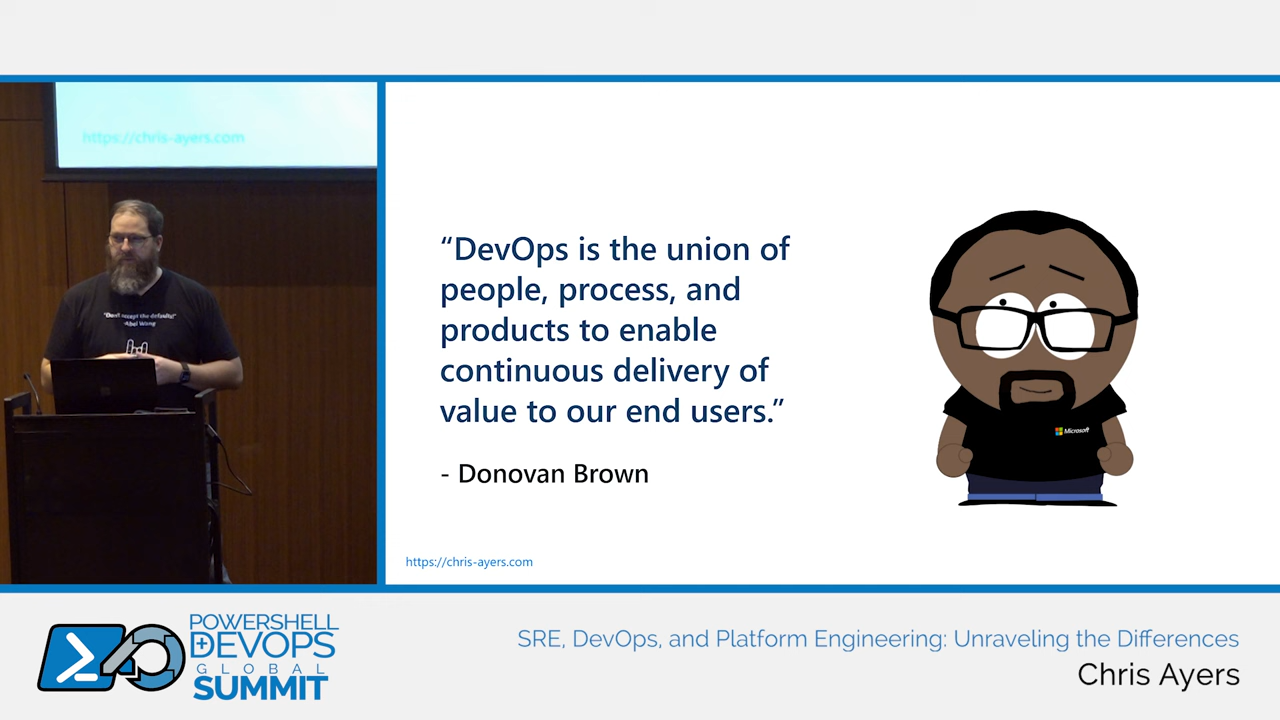 https://chris-ayers.com
"Don't accept the defaults!"
-Abel Wang
“DevOps is the union of
people, process, and
products to enable
continuous delivery of
value to our end users.”
- Donovan Brown
Microsoft
https://chris-ayers.com
POWERSHELL
+DEVOPS
GLOBAL
SUMMIT
SRE, DevOps, and Platform Engineering: Unraveling the Differences
Chris Ayers